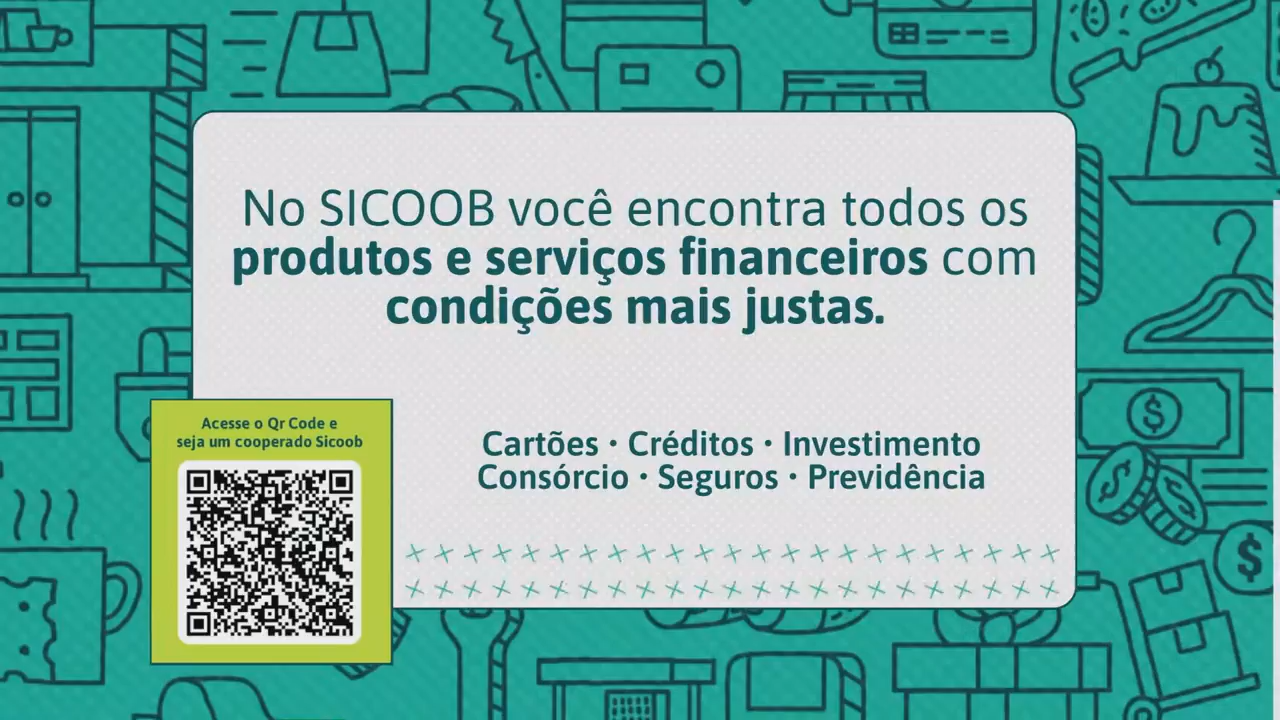 No SICOOB você encontra todos os
produtos e serviços financeiros com
condições mais justas.
Acesse o Qr Code e
seja um cooperado Sicoob
Cartões · Créditos · Investimento
Consórcio · Seguros · Previdência